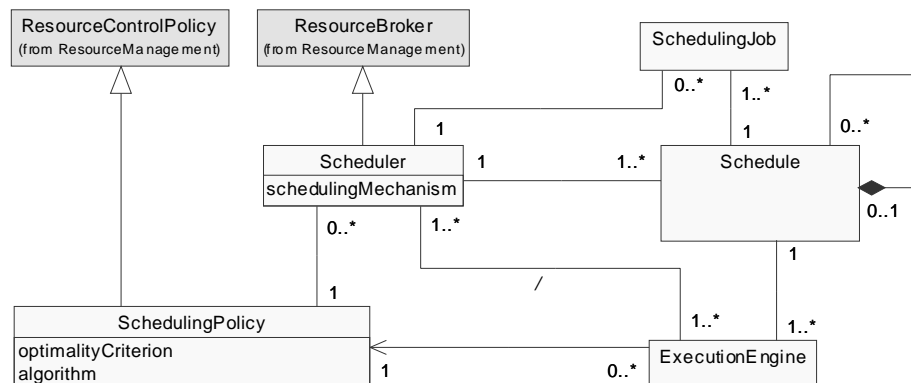 ResourceControlPolicy
(from ResourceManagement)
ResourceBroker
(from ResourceManagement)
SchedulingJob
0..*
1..*
1
1
0..*
Scheduler
schedulingMechanism
1
1..*
Schedule
0..1
0..*
1..*
1
/
1
1..*
1..*
SchedulingPolicy
optimalityCriterion
algorithm
1
0..*
ExecutionEngine